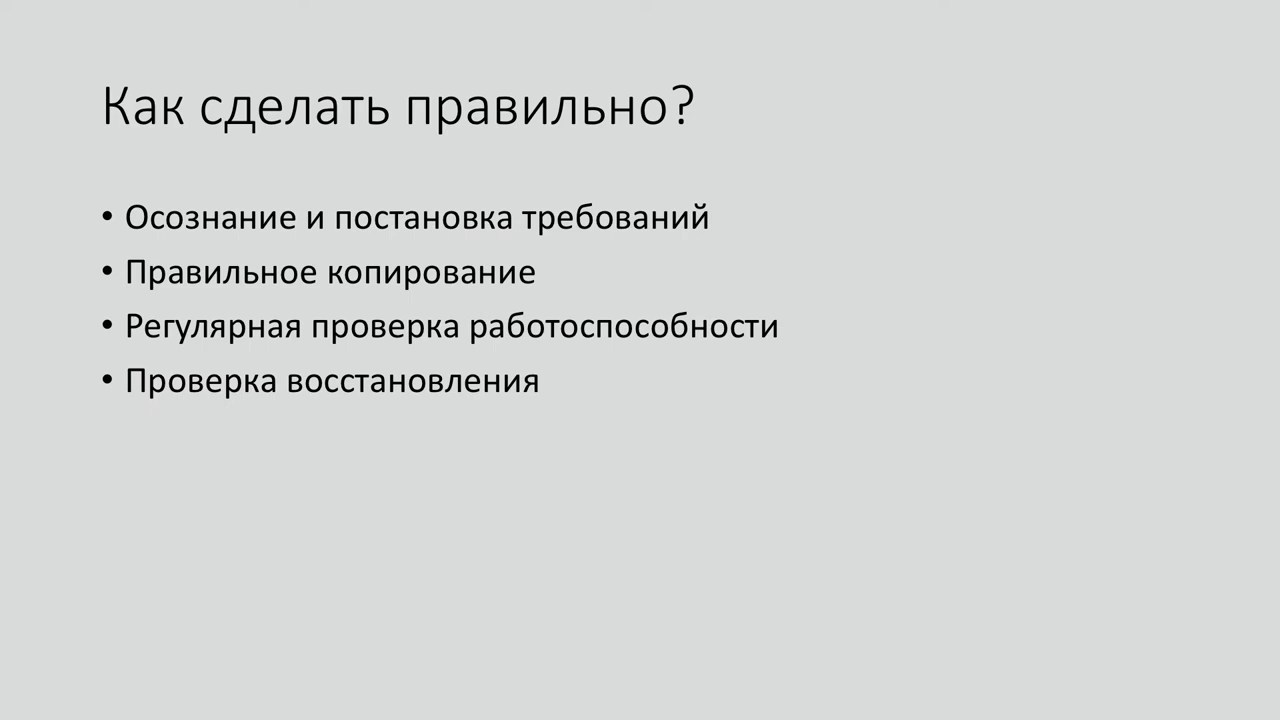 Как сделать правильно?
• Осознание и постановка требований
• Правильное копирование
• Регулярная проверка работоспособности
• Проверка восстановления